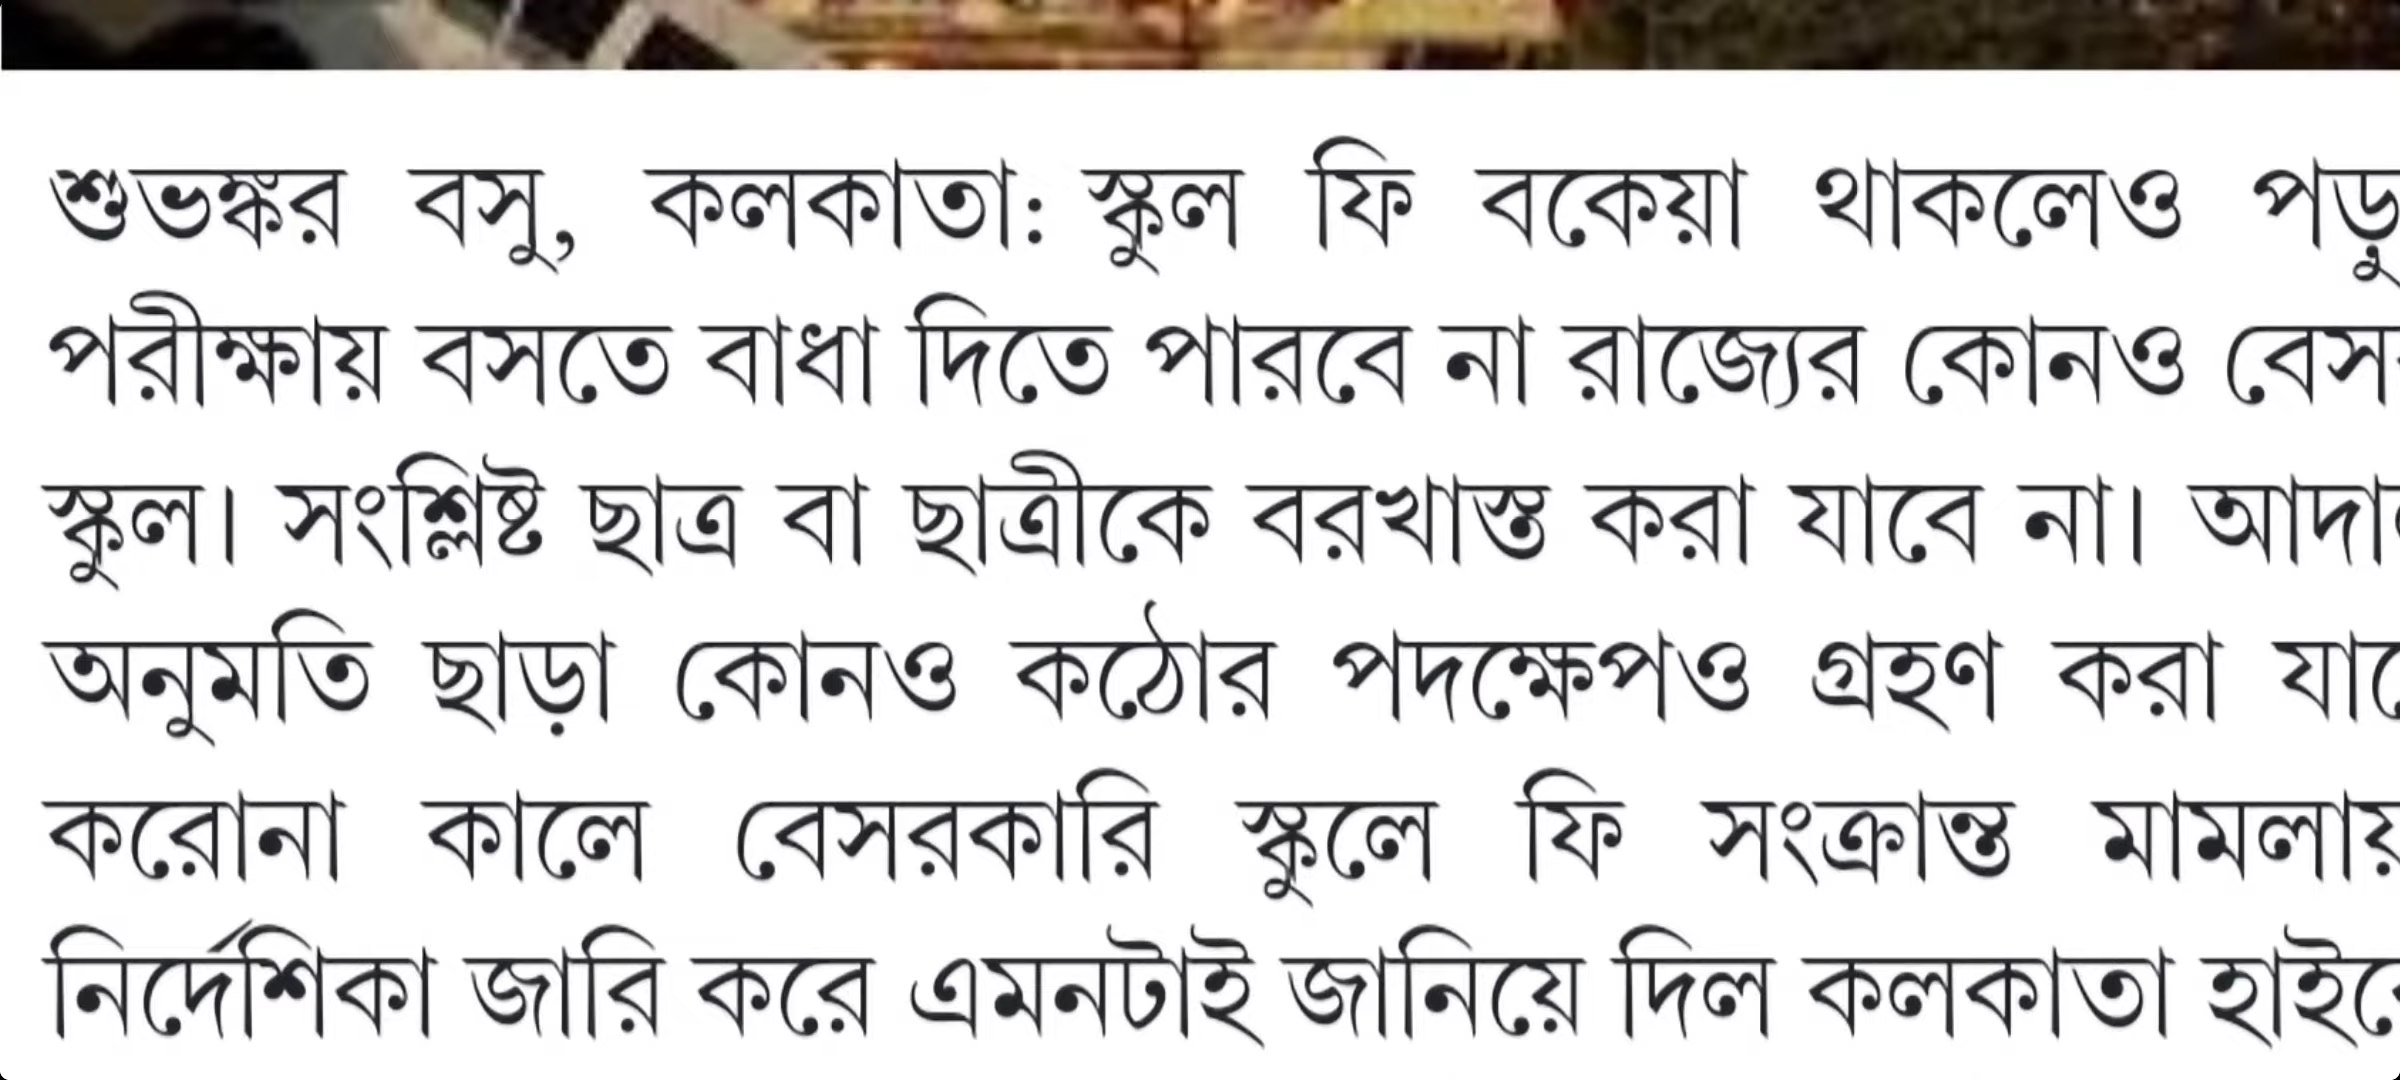 শুভঙ্কর বসু, কলকাতা: স্কুল ফি বকেয়া থাকলেও
পরীক্ষায় বসতে বাধা দিতে পারবে না রাজ্যের কোনও
স্কুল। সংশ্লিষ্ট ছাত্র বা ছাত্রীকে বরখাস্ত করা যাবে না।
অনুমতি ছাড়া কোনও কঠোর পদক্ষেপও গ্রহণ করা
করোনা কালে বেসরকারি স্কুলে ফি সংক্রান্ত মামলায়
নির্দেশিকা জারি করে এমনটাই জানিয়ে দিল কলকাতা